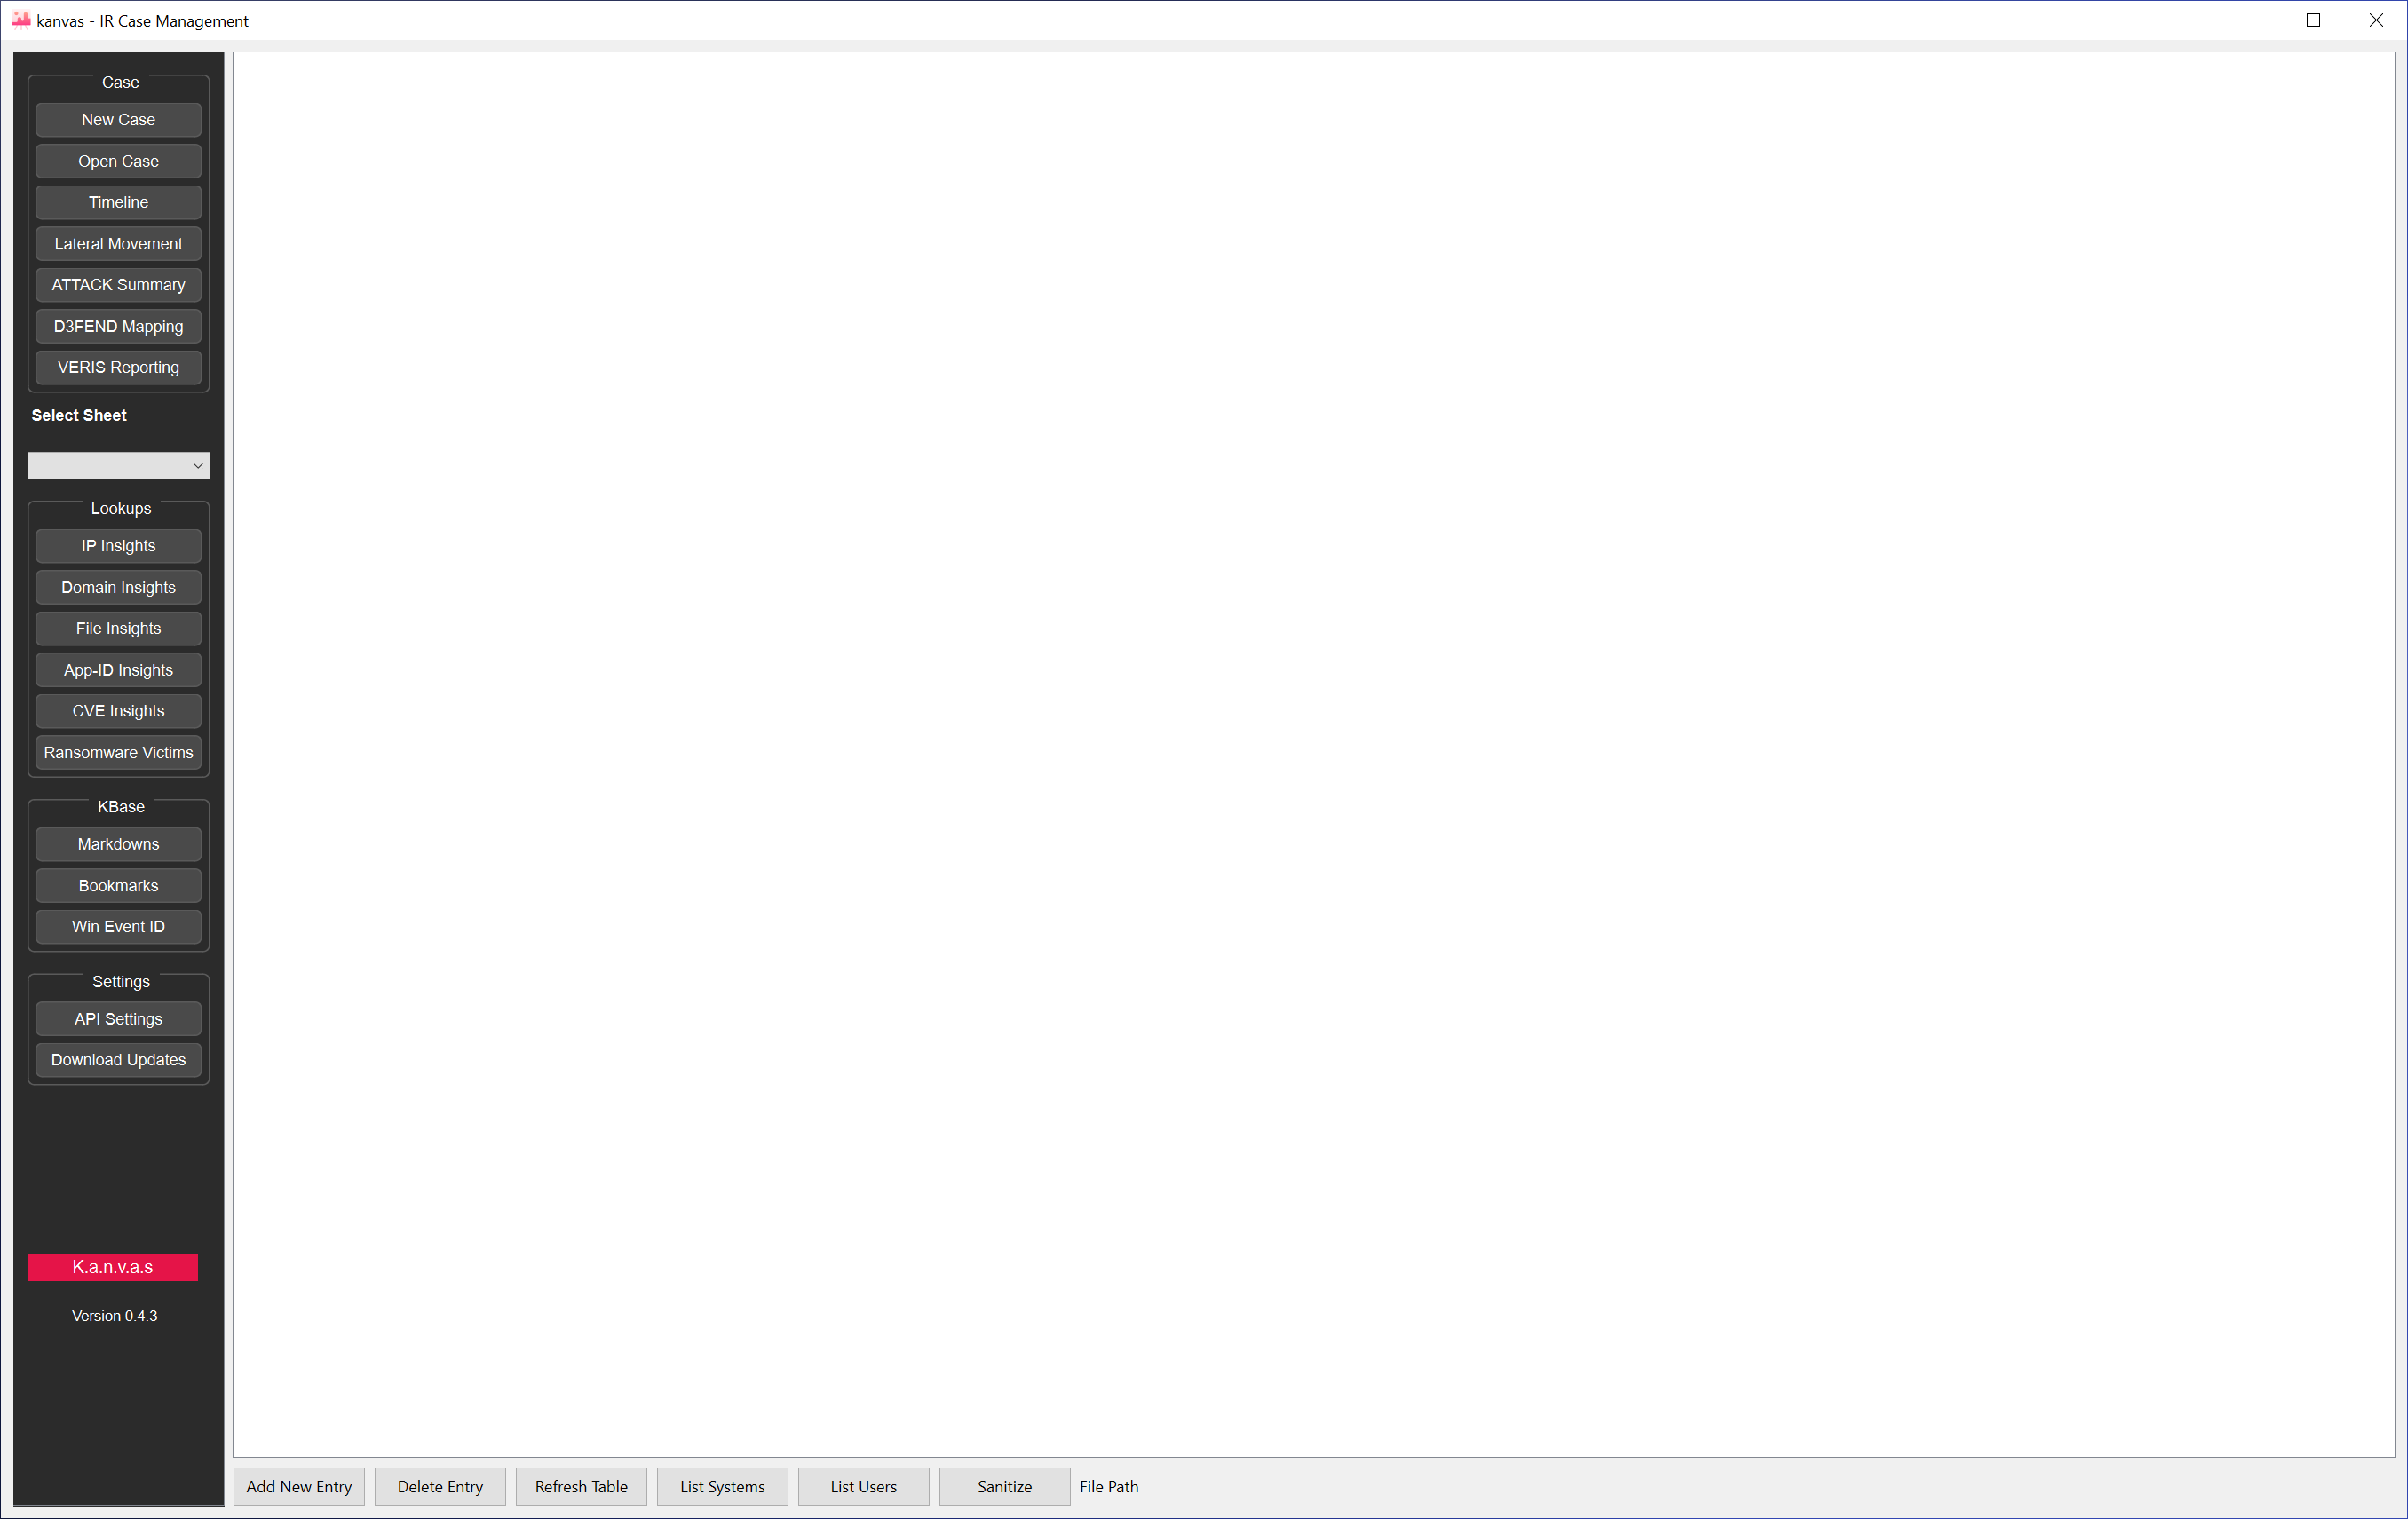 kanvas - IR Case Management
Case
New Case
Open Case
Timeline
Lateral Movement
ATTACK Summary
D3FEND Mapping
VERIS Reporting
Select Sheet
Lookups
IP Insights
Domain Insights
File Insights
App-ID Insights
CVE Insights
Ransomware Victims
KBase
Markdowns
Bookmarks
Win Event ID
Settings
API Settings
Download Updates
K.a.n.v.a.s
Version 0.4.3
Add New Entry Delete Entry Refresh Table List Systems List Users Sanitize File Path